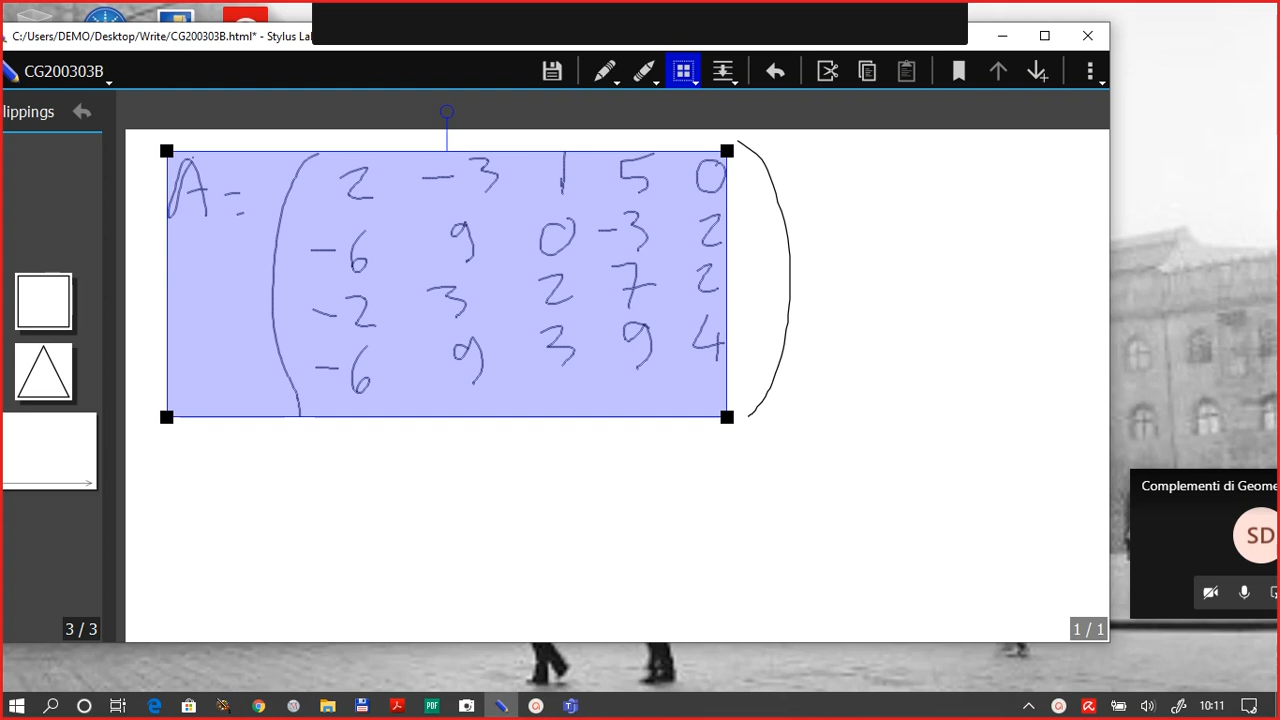 C:/Users/DEMO/Desktop/Write/CG200303B.html* - Stylus La
CG200303B
lippings
A = ( 2 -3 1 5 0
-6 9 0 -3 2
-2 3 2 7 2
-6 9 3 9 4 )
Complementi di Geome
SD
3 / 3
1 / 1
PDF
10:11